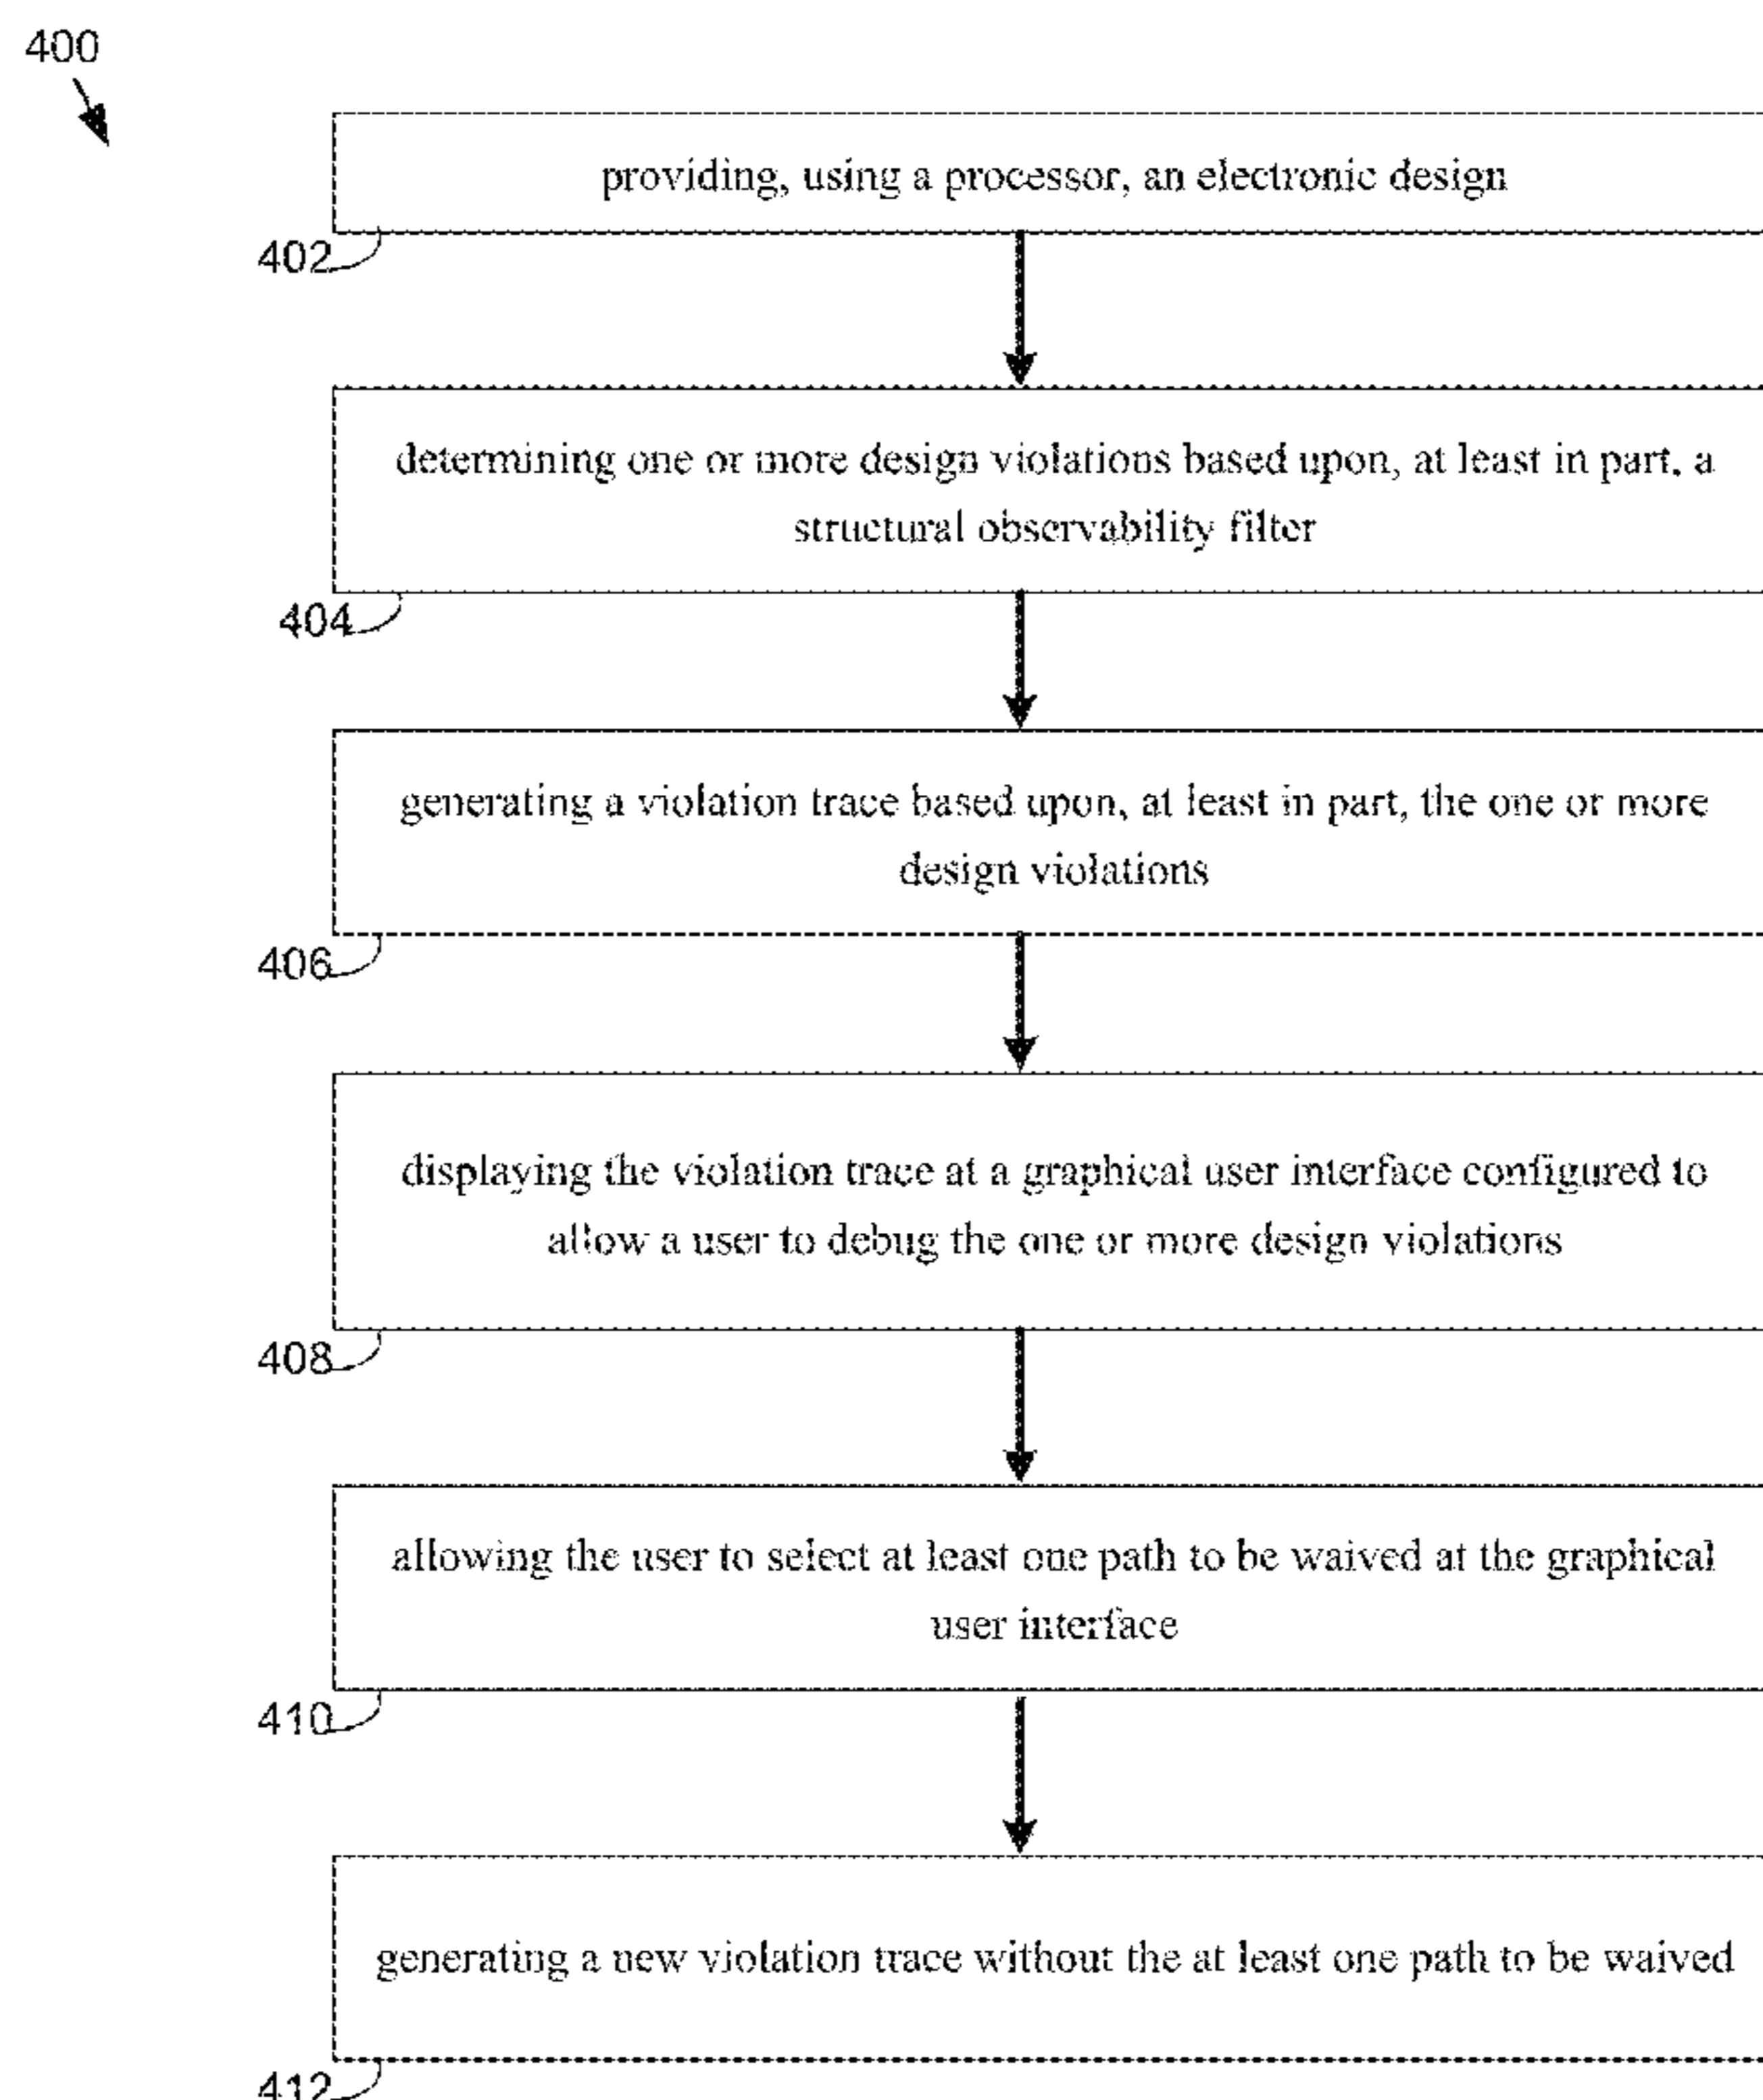 400
providing, using a processor, an electronic design
402
determining one or more design violations based upon, at least in part, a
structural observability filter
404
generating a violation trace based upon, at least in part, the one or more
design violations
406
displaying the violation trace at a graphical user interface configured to
allow a user to debug the one or more design violations
408
allowing the user to select at least one path to be waived at the graphical
user interface
410
generating a new violation trace without the at least one path to be waived
412